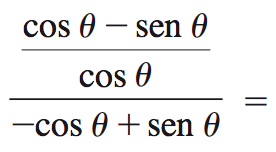 cos θ − sen θ
cos θ
−cos θ + sen θ =